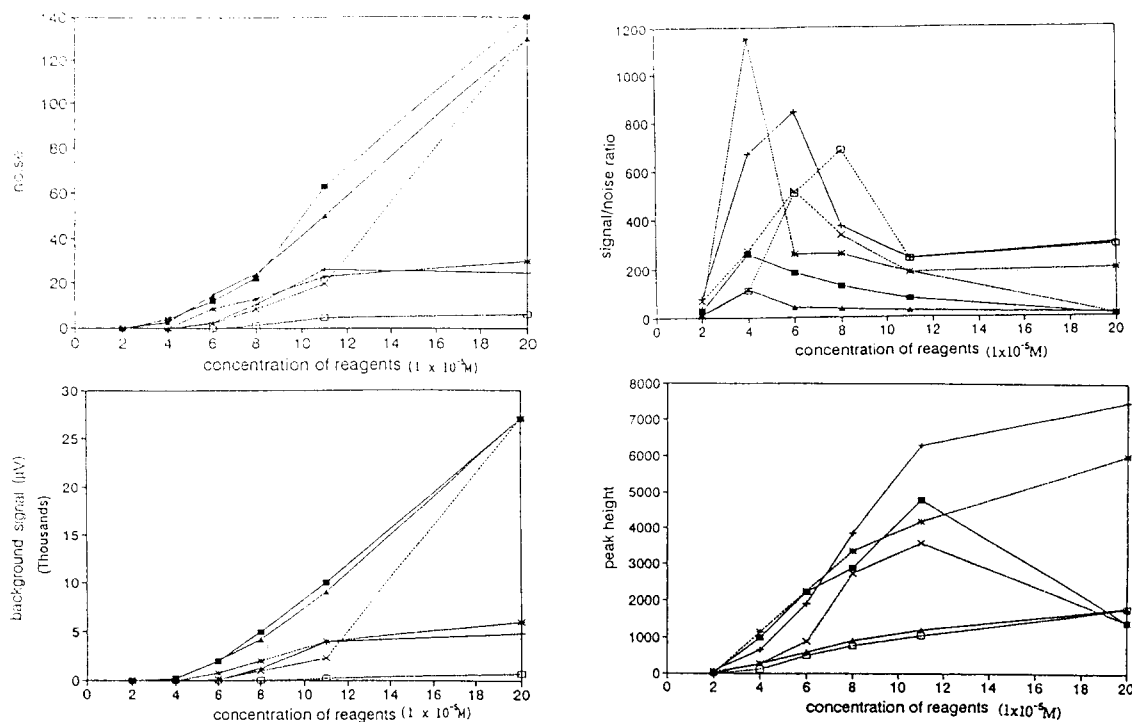 noise
140
120
100
80
60
40
20
0
0 2 4 6 8 10 12 14 16 18 20
concentration of reagents (1 x 10⁻⁵M)
signal/noise ratio
1200
1000
800
600
400
200
0
0 2 4 6 8 10 12 14 16 18 20
concentration of reagents (1x10⁻⁵M)
background signal (µV)
(Thousands)
30
25
20
15
10
5
0
0 2 4 6 8 10 12 14 16 18 20
concentration of reagents (1 x 10⁻⁵M)
peak height
8000
7000
6000
5000
4000
3000
2000
1000
0
0 2 4 6 8 10 12 14 16 18 20
concentration of reagents (1x10⁻⁵M)